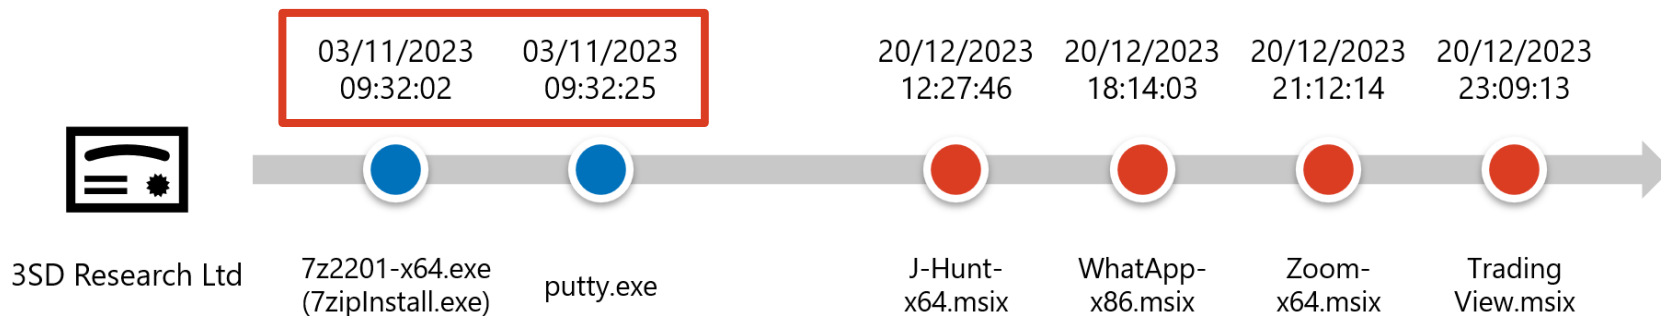 03/11/2023
09:32:02
03/11/2023
09:32:25
20/12/2023
12:27:46
20/12/2023
18:14:03
20/12/2023
21:12:14
20/12/2023
23:09:13
3SD Research Ltd
7z2201-x64.exe
(7zipInstall.exe)
putty.exe
J-Hunt-
x64.msix
WhatApp-
x86.msix
Zoom-
x64.msix
Trading
View.msix